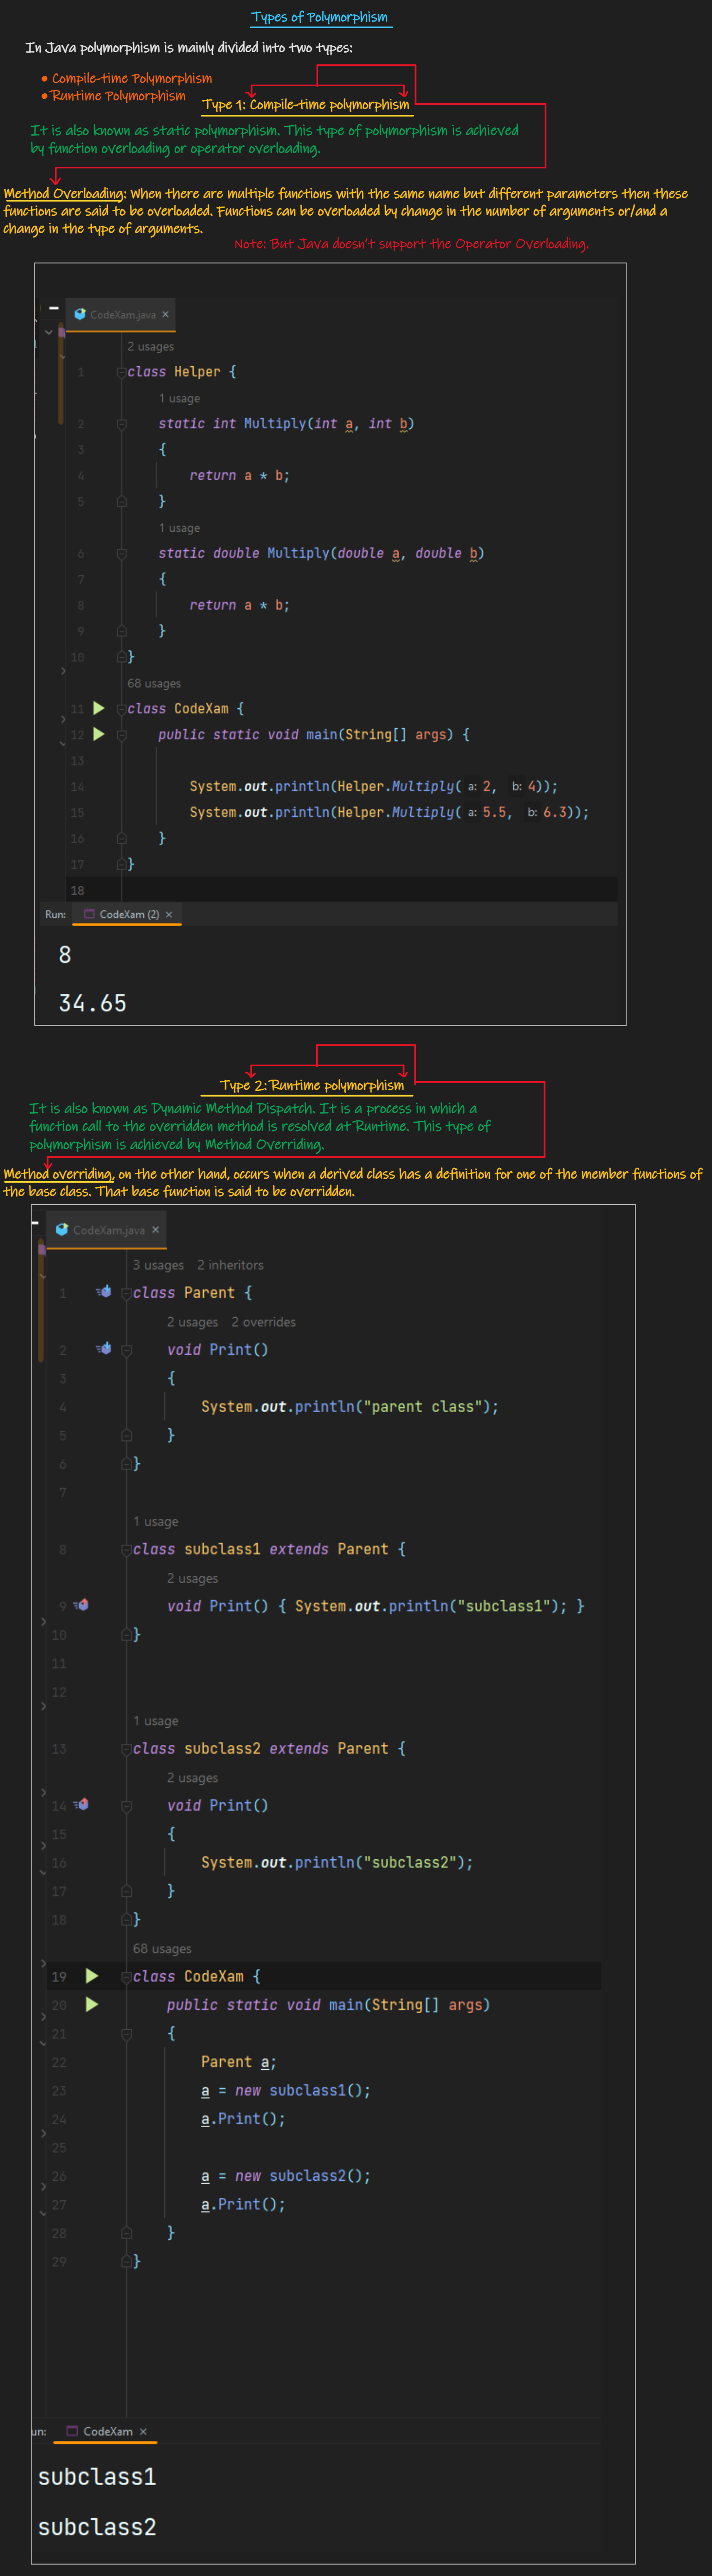 Types of Polymorphism
In Java polymorphism is mainly divided into two types:
• Compile-time Polymorphism
• Runtime Polymorphism
Type 1: Compile-time polymorphism
It is also known as static polymorphism. This type of polymorphism is achieved
by function overloading or operator overloading.
Method Overloading: When there are multiple functions with the same name but different parameters then these
functions are said to be overloaded. Functions can be overloaded by change in the number of arguments or/and a
change in the type of arguments.
Note: But Java doesn't support the Operator Overloading.
CodeXam.java ×
2 usages
1 class Helper {
1 usage
2 static int Multiply(int a, int b)
3 {
4 return a * b;
5 }
1 usage
6 static double Multiply(double a, double b)
7 {
8 return a * b;
9 }
10 }
68 usages
11 class CodeXam {
12 public static void main(String[] args) {
13
14 System.out.println(Helper.Multiply( a: 2, b: 4));
15 System.out.println(Helper.Multiply( a: 5.5, b: 6.3));
16 }
17 }
18
Run: CodeXam (2) ×
8
34.65
Type 2: Runtime polymorphism
It is also known as Dynamic Method Dispatch. It is a process in which a
function call to the overridden method is resolved at Runtime. This type of
polymorphism is achieved by Method Overriding.
Method overriding, on the other hand, occurs when a derived class has a definition for one of the member functions of
the base class. That base function is said to be overridden.
CodeXam.java ×
3 usages 2 inheritors
1 class Parent {
2 usages 2 overrides
2 void Print()
3 {
4 System.out.println("parent class");
5 }
6 }
7
1 usage
8 class subclass1 extends Parent {
2 usages
9 void Print() { System.out.println("subclass1"); }
10 }
11
12
1 usage
13 class subclass2 extends Parent {
2 usages
14 void Print()
15 {
16 System.out.println("subclass2");
17 }
18 }
68 usages
19 class CodeXam {
20 public static void main(String[] args)
21 {
22 Parent a;
23 a = new subclass1();
24 a.Print();
25
26 a = new subclass2();
27 a.Print();
28 }
29 }
un: CodeXam ×
subclass1
subclass2